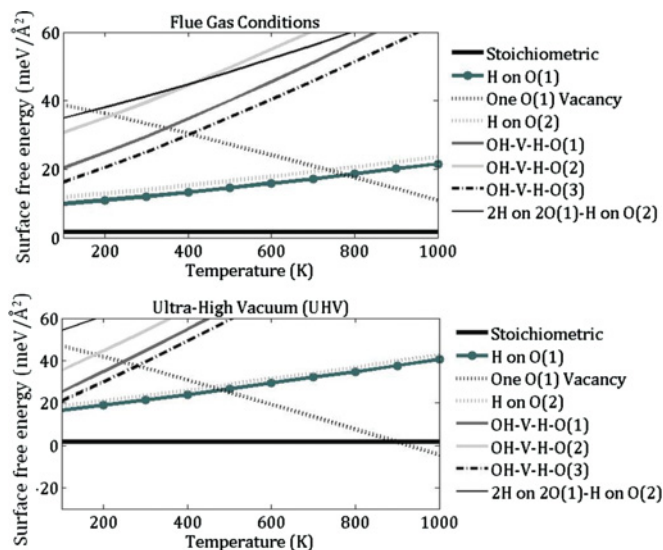 Flue Gas Conditions
Surface free energy (meV/Å²)
60
40
20
0
200 400 600 800 1000
Temperature (K)
Stoichiometric
H on O(1)
One O(1) Vacancy
H on O(2)
OH-V-H-O(1)
OH-V-H-O(2)
OH-V-H-O(3)
2H on 2O(1)-H on O(2)
Ultra-High Vacuum (UHV)
Surface free energy (meV/Å²)
60
40
20
0
-20
200 400 600 800 1000
Temperature (K)
Stoichiometric
H on O(1)
One O(1) Vacancy
H on O(2)
OH-V-H-O(1)
OH-V-H-O(2)
OH-V-H-O(3)
2H on 2O(1)-H on O(2)